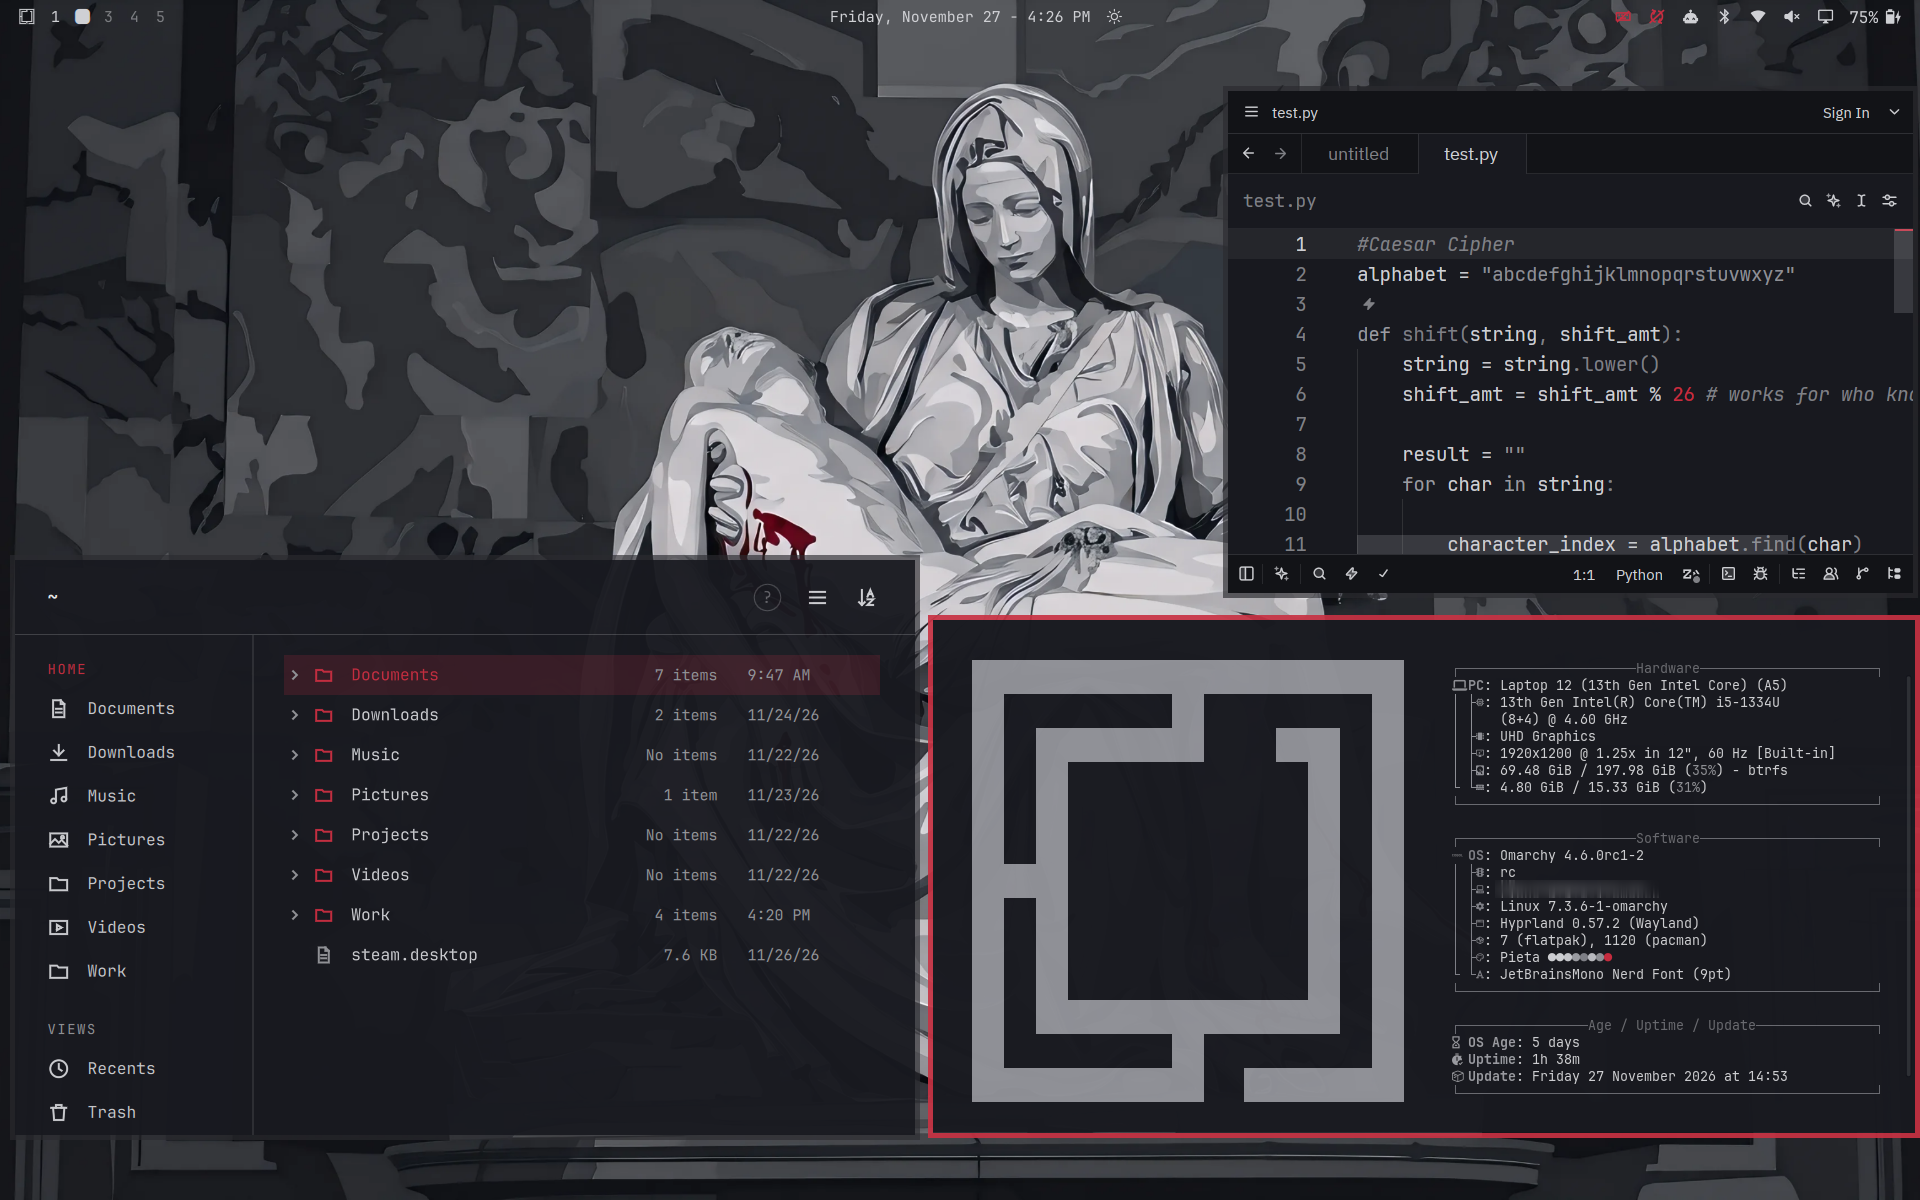 1 3 4 5
Friday, November 27 - 4:26 PM
75%
test.py
Sign In
untitled
test.py
test.py
1 #Caesar Cipher
2 alphabet = "abcdefghijklmnopqrstuvwxyz"
3
4 def shift(string, shift_amt):
5 string = string.lower()
6 shift_amt = shift_amt % 26 # works for who kno
7
8 result = ""
9 for char in string:
10
11 character_index = alphabet.find(char)
1:1 Python
~
?
HOME
Documents
Downloads
Music
Pictures
Projects
Videos
Work
VIEWS
Recents
Trash
Documents 7 items 9:47 AM
Downloads 2 items 11/24/26
Music No items 11/22/26
Pictures 1 item 11/23/26
Projects No items 11/22/26
Videos No items 11/22/26
Work 4 items 4:20 PM
steam.desktop 7.6 KB 11/26/26
Hardware
PC: Laptop 12 (13th Gen Intel Core) (A5)
: 13th Gen Intel(R) Core(TM) i5-1334U
(8+4) @ 4.60 GHz
: UHD Graphics
: 1920x1200 @ 1.25x in 12", 60 Hz [Built-in]
: 69.48 GiB / 197.98 GiB (35%) - btrfs
: 4.80 GiB / 15.33 GiB (31%)
Software
OS: Omarchy 4.6.0rc1-2
: rc
:
: Linux 7.3.6-1-omarchy
: Hyprland 0.57.2 (Wayland)
: 7 (flatpak), 1120 (pacman)
: Pieta
: JetBrainsMono Nerd Font (9pt)
Age / Uptime / Update
OS Age: 5 days
Uptime: 1h 38m
Update: Friday 27 November 2026 at 14:53